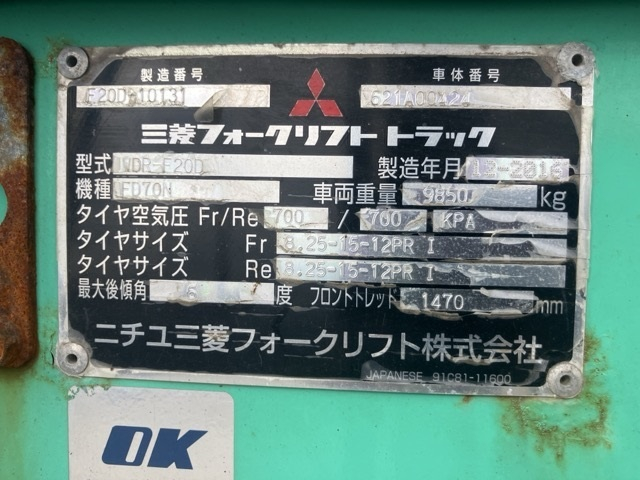 製造番号 車体番号
F20D-10131 621A00A24
三菱フォークリフト トラック
型式 QDR-F20D 製造年月 12-2016
機種 FD70N 車両重量 9850 kg
タイヤ空気圧 Fr/Re 700 / 700 KPA
タイヤサイズ Fr 8.25-15-12PR I
タイヤサイズ Re 8.25-15-12PR I
最大後傾角 6 度 フロントトレッド 1470 mm
ニチユ三菱フォークリフト株式会社
JAPANESE 91C81-11600
OK